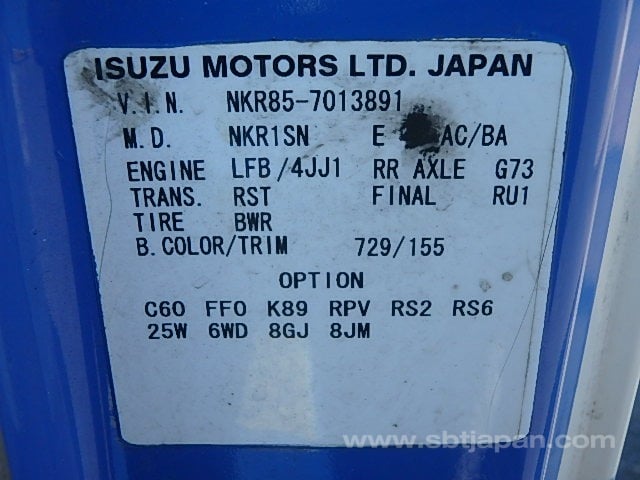 ISUZU MOTORS LTD. JAPAN
V.I.N. NKR85-7013891
M.D. NKR1SN E AC/BA
ENGINE LFB/4JJ1 RR AXLE G73
TRANS. RST FINAL RU1
TIRE BWR
B.COLOR/TRIM 729/155
OPTION
C60 FF0 K89 RPV RS2 RS6
25W 6WD 8GJ 8JM
www.sbtjapan.com